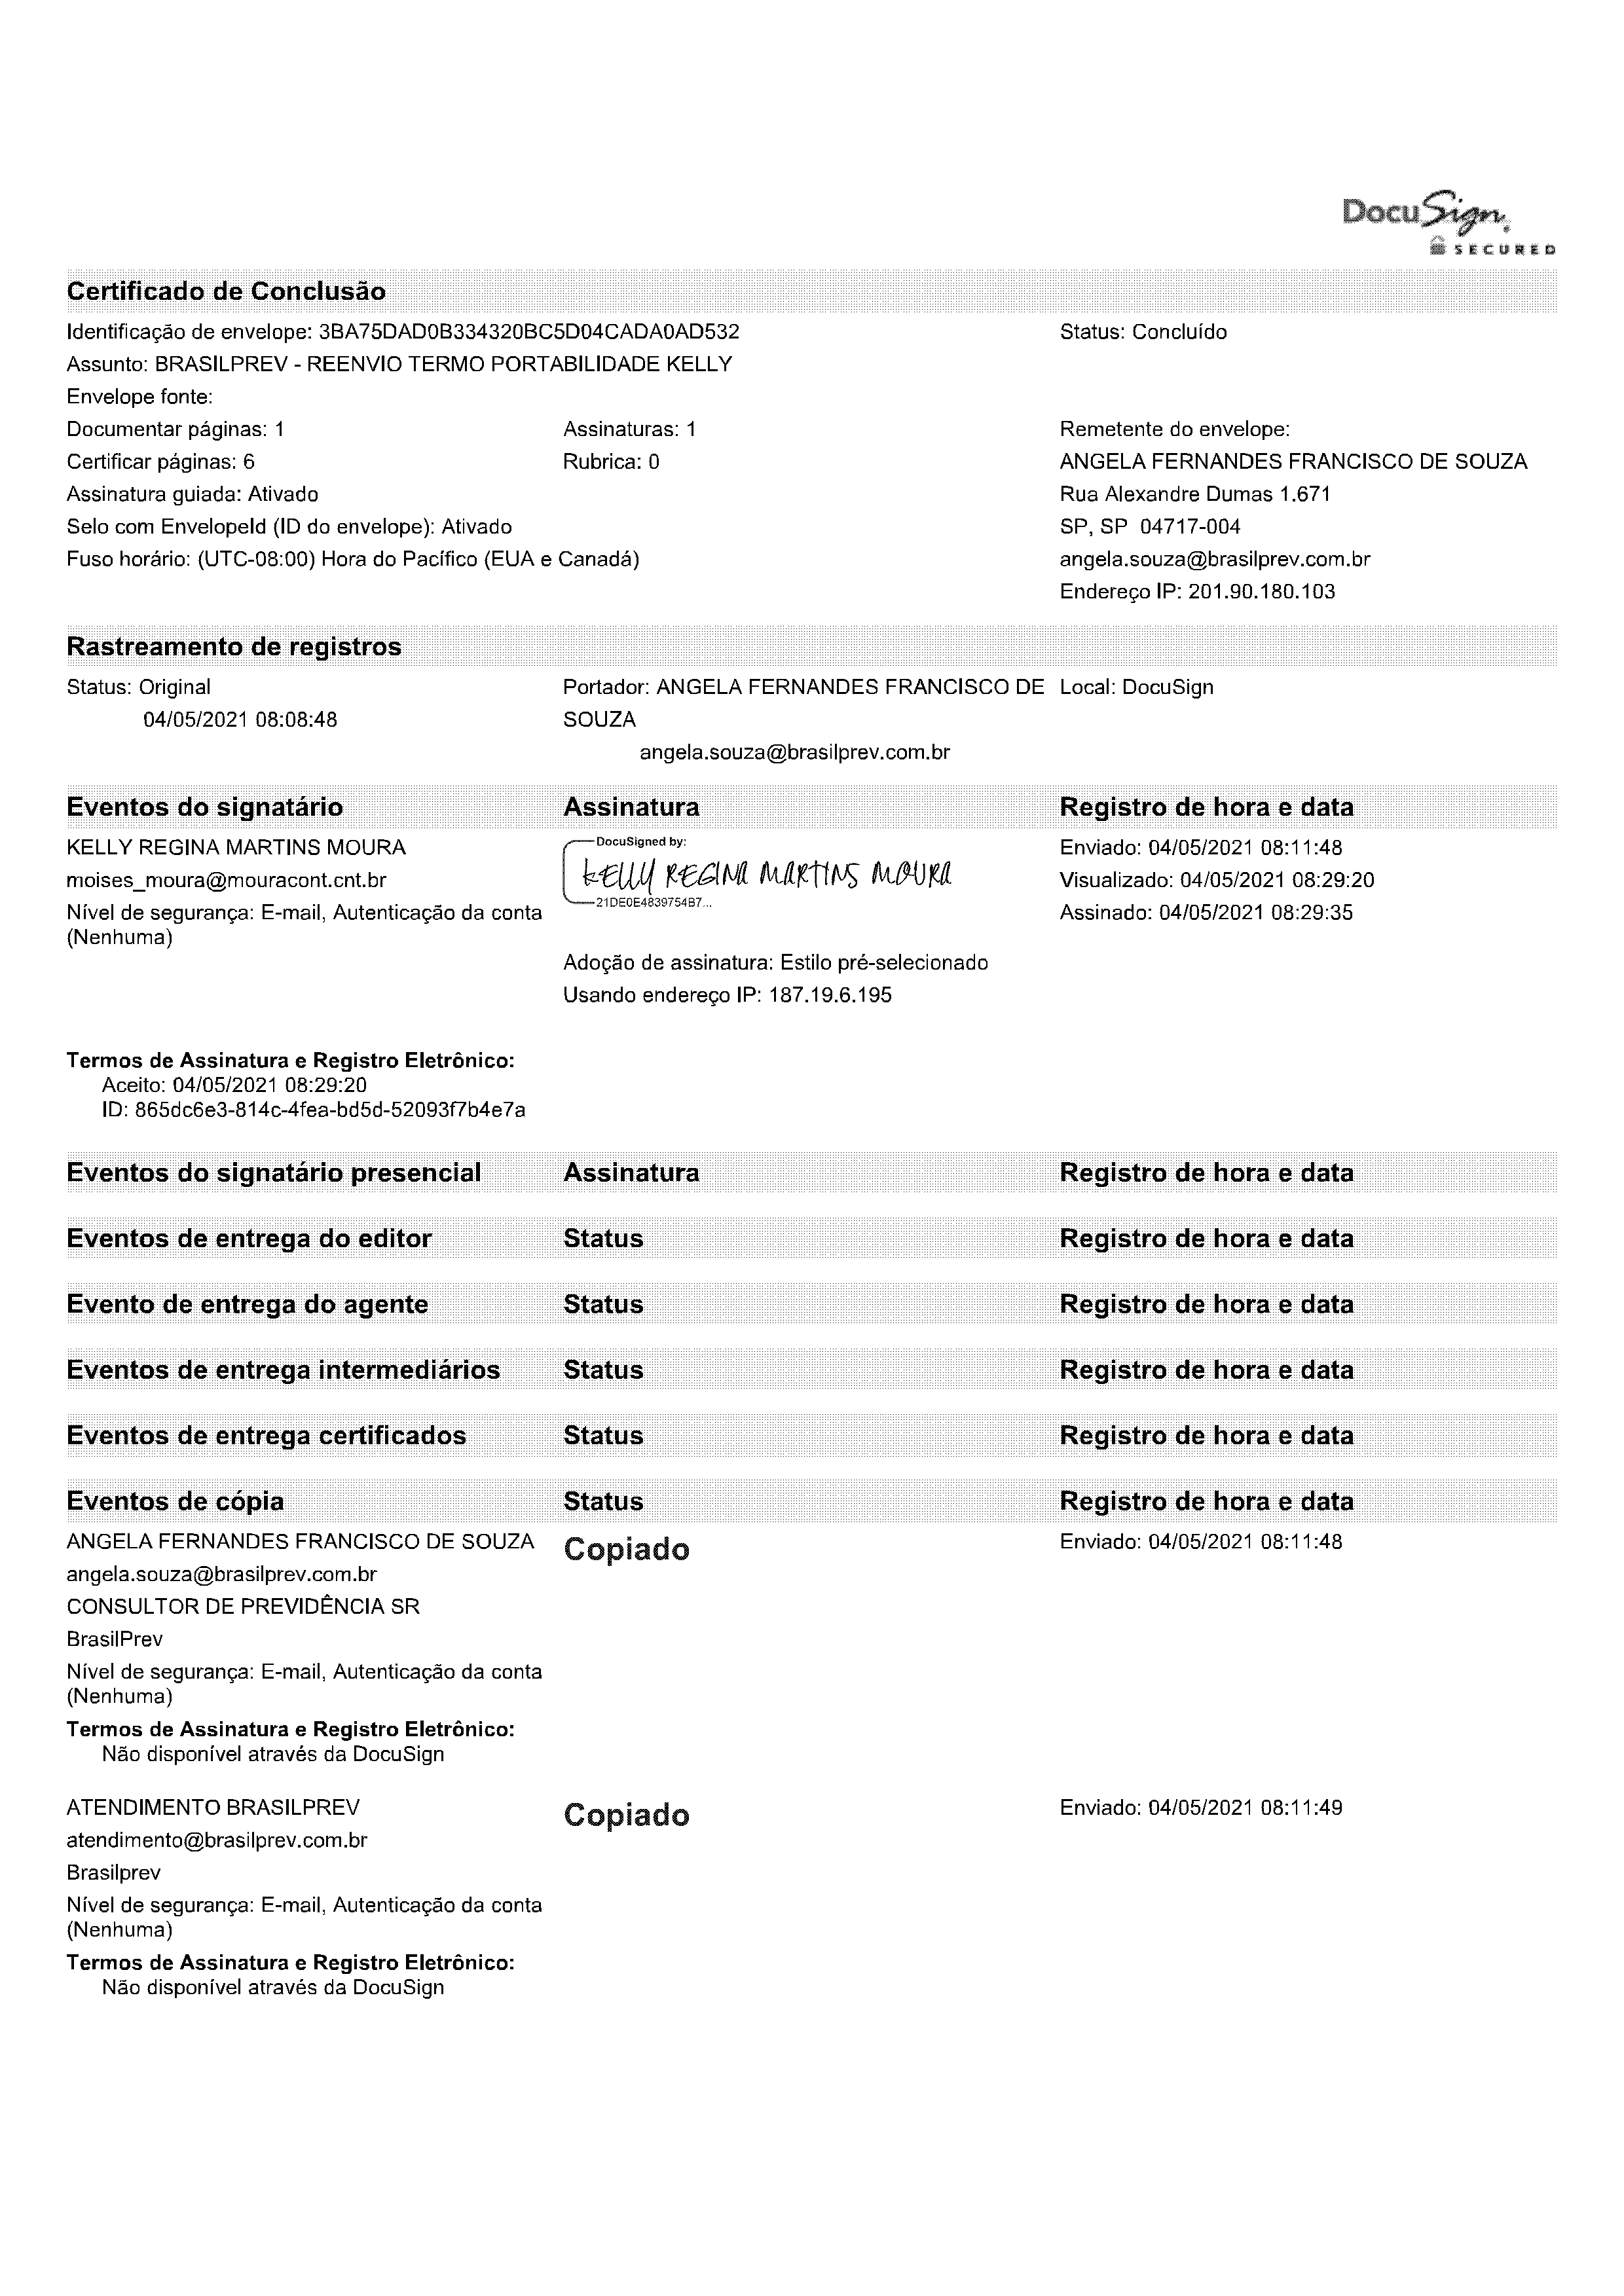 DocuSign
SECURED
Certificado de Conclusão
Identificação de envelope: 3BA75DAD0B334320BC5D04CADA0AD532 Status: Concluído
Assunto: BRASILPREV - REENVIO TERMO PORTABILIDADE KELLY
Envelope fonte:
Documentar páginas: 1 Assinaturas: 1 Remetente do envelope:
Certificar páginas: 6 Rubrica: 0 ANGELA FERNANDES FRANCISCO DE SOUZA
Assinatura guiada: Ativado Rua Alexandre Dumas 1.671
Selo com EnvelopeId (ID do envelope): Ativado SP, SP 04717-004
Fuso horário: (UTC-08:00) Hora do Pacífico (EUA e Canadá) angela.souza@brasilprev.com.br
Endereço IP: 201.90.180.103
Rastreamento de registros
Status: Original Portador: ANGELA FERNANDES FRANCISCO DE Local: DocuSign
04/05/2021 08:08:48 SOUZA
angela.souza@brasilprev.com.br
Eventos do signatário Assinatura Registro de hora e data
DocuSigned by:
KELLY REGINA MARTINS MOURA KELLY REGINA MARTINS MOURA Enviado: 04/05/2021 08:11:48
moises_moura@mouracont.cnt.br Visualizado: 04/05/2021 08:29:20
21DE0E4839754B7...
Nível de segurança: E-mail, Autenticação da conta Assinado: 04/05/2021 08:29:35
(Nenhuma)
Adoção de assinatura: Estilo pré-selecionado
Usando endereço IP: 187.19.6.195
Termos de Assinatura e Registro Eletrônico:
Aceito: 04/05/2021 08:29:20
ID: 865dc6e3-814c-4fea-bd5d-52093f7b4e7a
Eventos do signatário presencial Assinatura Registro de hora e data
Eventos de entrega do editor Status Registro de hora e data
Evento de entrega do agente Status Registro de hora e data
Eventos de entrega intermediários Status Registro de hora e data
Eventos de entrega certificados Status Registro de hora e data
Eventos de cópia Status Registro de hora e data
ANGELA FERNANDES FRANCISCO DE SOUZA Copiado Enviado: 04/05/2021 08:11:48
angela.souza@brasilprev.com.br
CONSULTOR DE PREVIDÊNCIA SR
BrasilPrev
Nível de segurança: E-mail, Autenticação da conta
(Nenhuma)
Termos de Assinatura e Registro Eletrônico:
Não disponível através da DocuSign
ATENDIMENTO BRASILPREV Copiado Enviado: 04/05/2021 08:11:49
atendimento@brasilprev.com.br
Brasilprev
Nível de segurança: E-mail, Autenticação da conta
(Nenhuma)
Termos de Assinatura e Registro Eletrônico:
Não disponível através da DocuSign